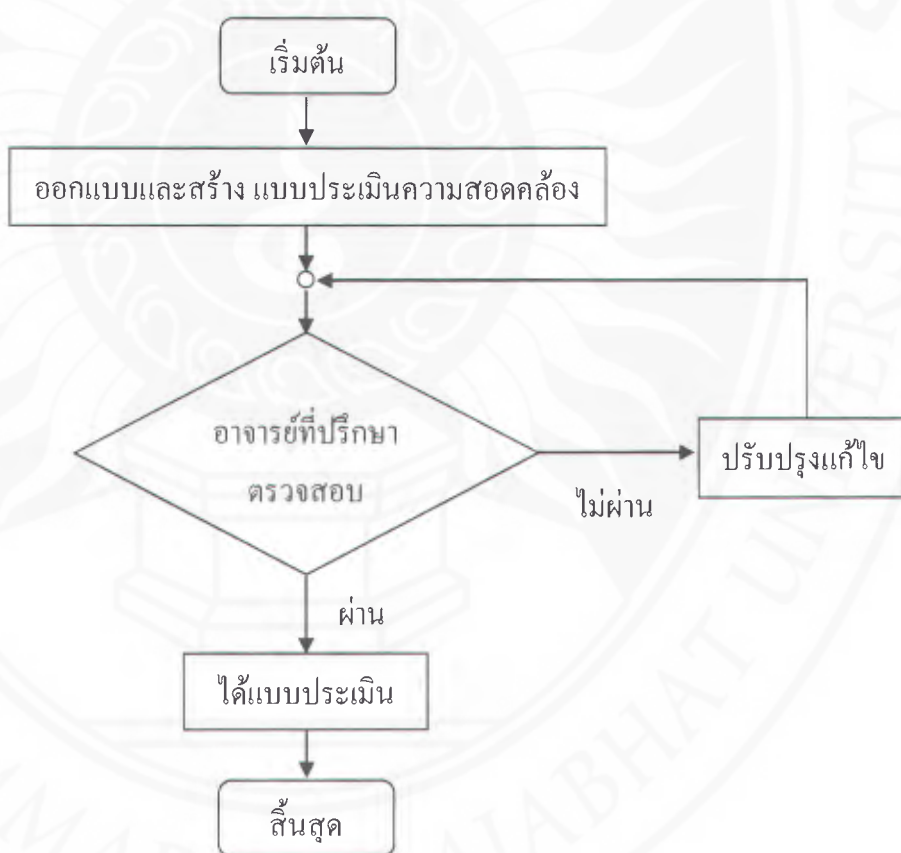 เริ่มต้น
ออกแบบและสร้าง แบบประเมินความสอดคล้อง
อาจารย์ที่ปรึกษา
ตรวจสอบ
ปรับปรุงแก้ไข
ไม่ผ่าน
ผ่าน
ได้แบบประเมิน
สิ้นสุด
RAJABHAT UNIVERSITY